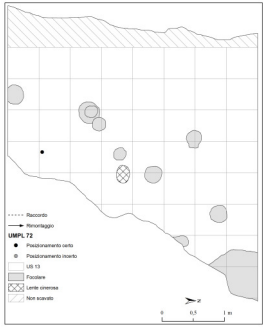 Raccordo
Rimontaggio
UMPL 72
Posizionamento certo
Posizionamento incerto
US 13
Focolare
Lente cinerosa
Non scavato
0 0,5 1 m